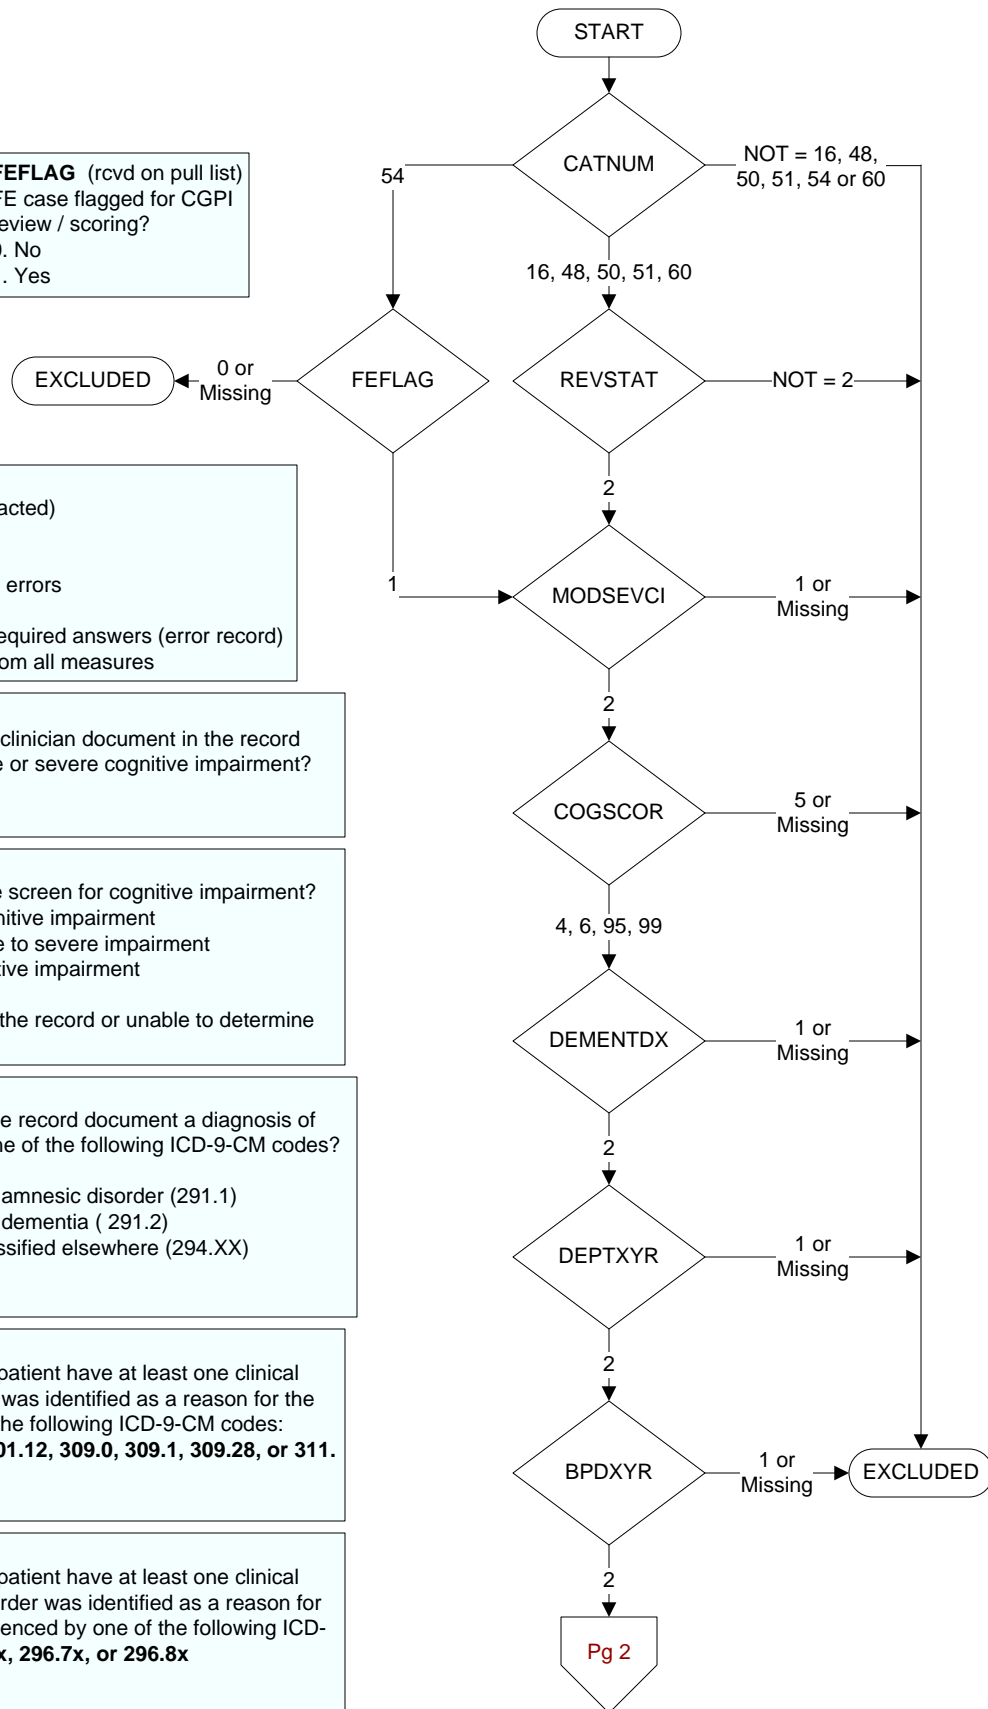 START
CATNUM
NOT = 16, 48,
50, 51, 54 or 60
54
16, 48, 50, 51, 60
FEFLAG (rcvd on pull list)
FE case flagged for CGPI
review / scoring?
0. No
1. Yes
EXCLUDED
0 or
Missing
FEFLAG
REVSTAT
NOT = 2
2
acted)
errors
equired answers (error record)
om all measures
1
MODSEVCI
1 or
Missing
2
clinician document in the record
e or severe cognitive impairment?
COGSCOR
5 or
Missing
4, 6, 95, 99
e screen for cognitive impairment?
nitive impairment
e to severe impairment
tive impairment
the record or unable to determine
DEMENTDX
1 or
Missing
2
e record document a diagnosis of
ne of the following ICD-9-CM codes?
amnesic disorder (291.1)
dementia ( 291.2)
ssified elsewhere (294.XX)
DEPTXYR
1 or
Missing
2
patient have at least one clinical
was identified as a reason for the
he following ICD-9-CM codes:
01.12, 309.0, 309.1, 309.28, or 311.
BPDXYR
1 or
Missing
EXCLUDED
2
patient have at least one clinical
rder was identified as a reason for
enced by one of the following ICD-
x, 296.7x, or 296.8x
Pg 2